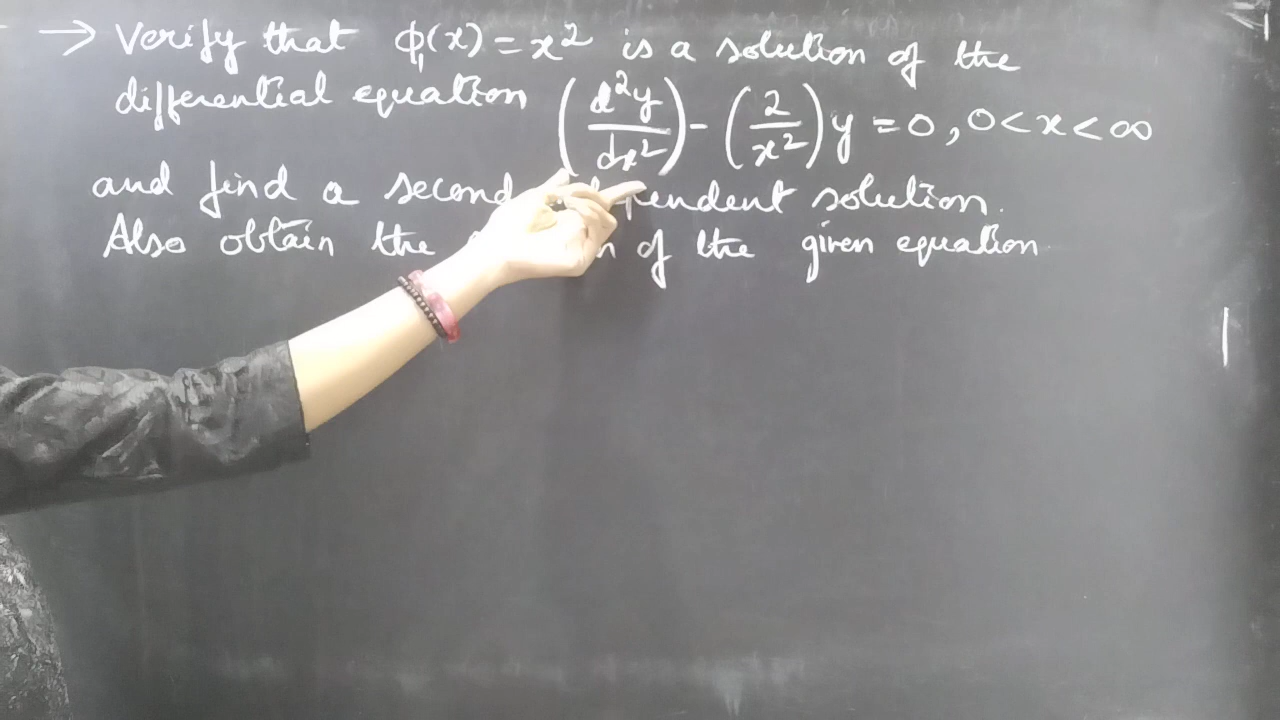 → Verify that ϕ₁(x) = x² is a solution of the
differential equation (d²y/dx²) - (2/x²)y = 0, 0 < x < ∞
and find a second pendent solution.
Also obtain the of the given equation